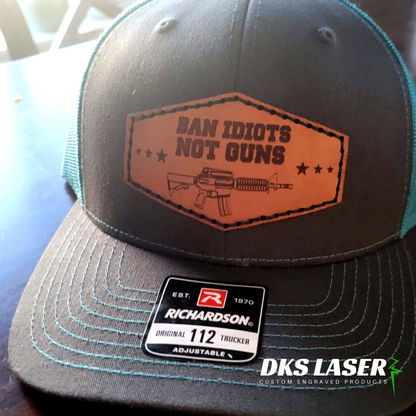 BAN IDIOTS
NOT GUNS
EST. R 1970
RICHARDSON®
ORIGINAL 112 TRUCKER
ADJUSTABLE
DKS LASER
CUSTOM ENGRAVED PRODUCTS